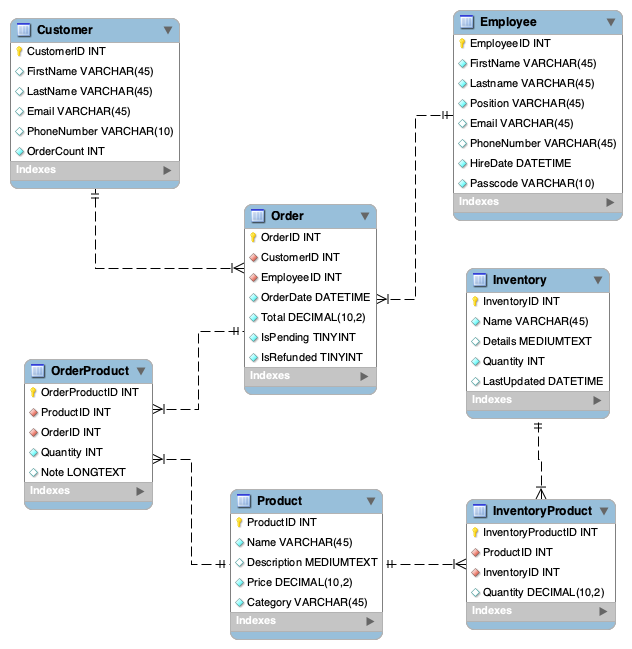 Customer
CustomerID INT
FirstName VARCHAR(45)
LastName VARCHAR(45)
Email VARCHAR(45)
PhoneNumber VARCHAR(10)
OrderCount INT
Indexes
Employee
EmployeeID INT
FirstName VARCHAR(45)
Lastname VARCHAR(45)
Position VARCHAR(45)
Email VARCHAR(45)
PhoneNumber VARCHAR(45)
HireDate DATETIME
Passcode VARCHAR(10)
Indexes
Order
OrderID INT
CustomerID INT
EmployeeID INT
OrderDate DATETIME
Total DECIMAL(10,2)
IsPending TINYINT
IsRefunded TINYINT
Indexes
Inventory
InventoryID INT
Name VARCHAR(45)
Details MEDIUMTEXT
Quantity INT
LastUpdated DATETIME
Indexes
OrderProduct
OrderProductID INT
ProductID INT
OrderID INT
Quantity INT
Note LONGTEXT
Indexes
Product
ProductID INT
Name VARCHAR(45)
Description MEDIUMTEXT
Price DECIMAL(10,2)
Category VARCHAR(45)
Indexes
InventoryProduct
InventoryProductID INT
ProductID INT
InventoryID INT
Quantity DECIMAL(10,2)
Indexes